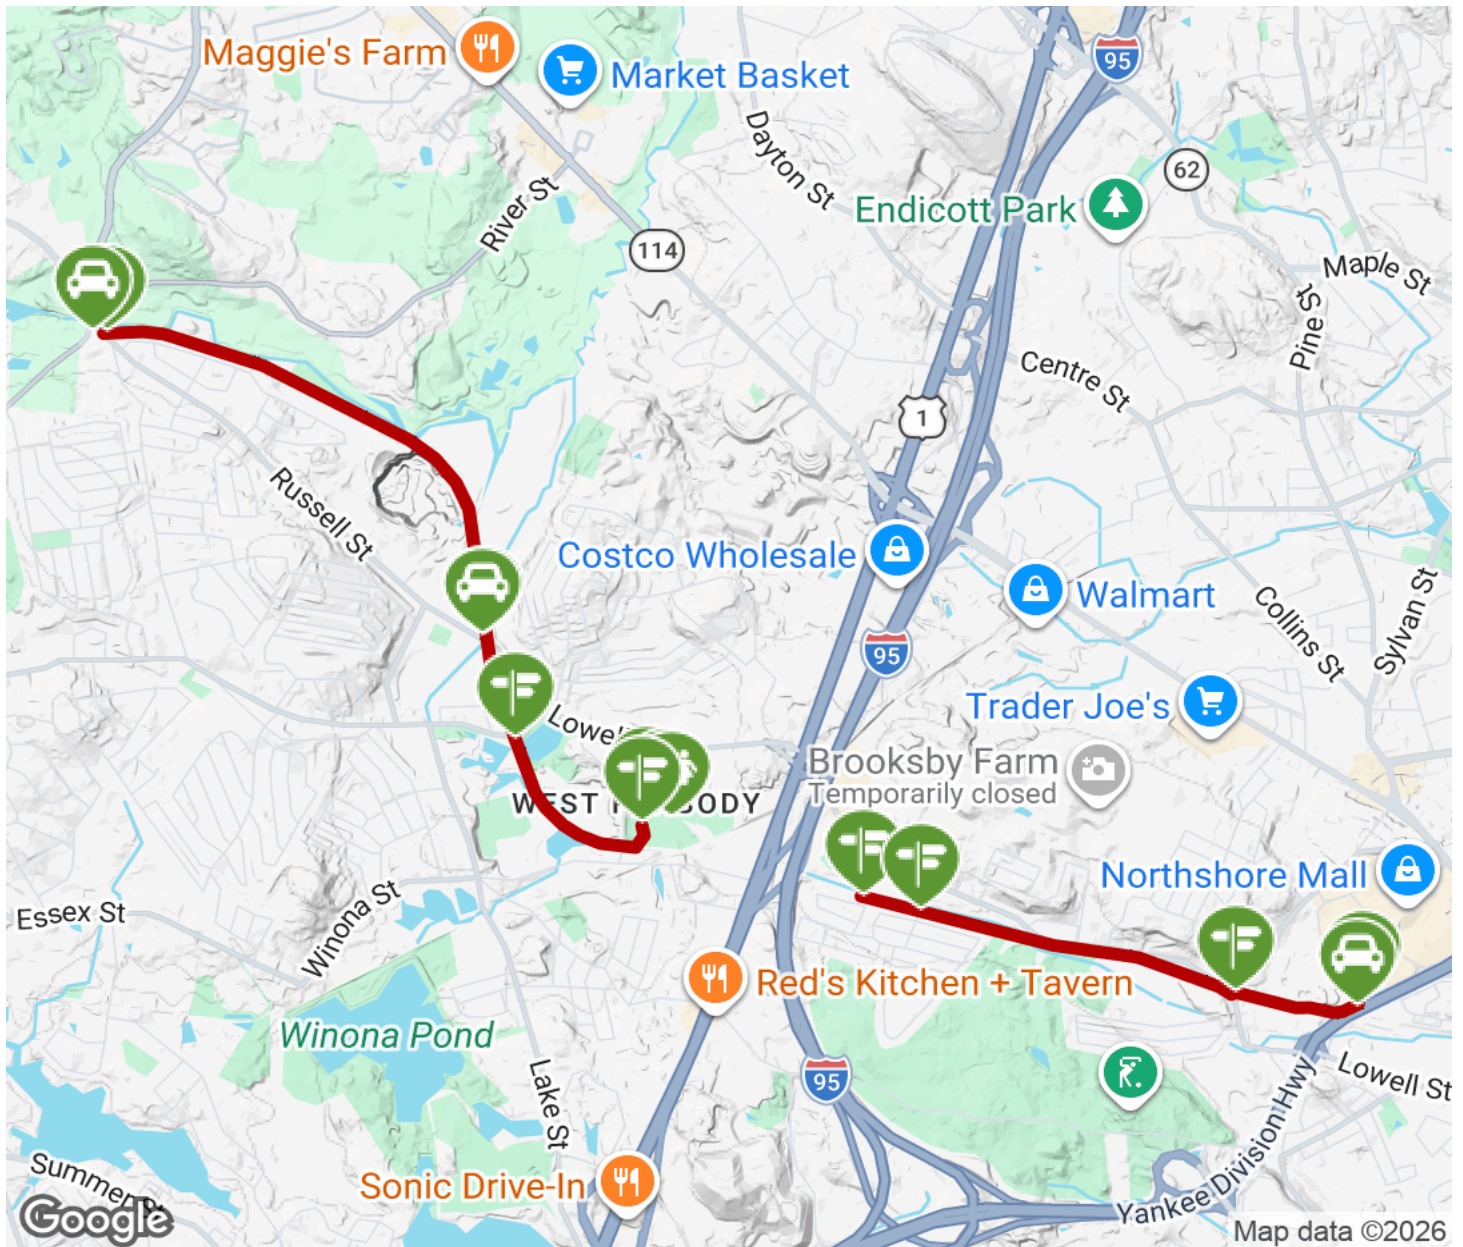 Maggie's Farm
Market Basket
95
Dayton St
62
River St
Endicott Park
114
Maple St
Pine St
Centre St
1
Russell St
Costco Wholesale
Walmart
Collins St
Sylvan St
95
Trader Joe's
Brooksby Farm
Temporarily closed
WEST
Northshore Mall
Essex St
Winona St
Red's Kitchen + Tavern
Winona Pond
Lake St
95
Lowell St
Yankee Division Hwy
Summer St
Sonic Drive-In
Google
Map data ©2026